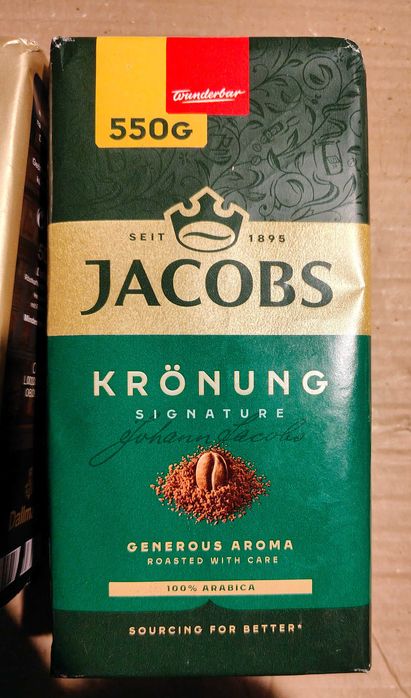 Wunderbar
550G
SEIT 1895
JACOBS
KRÖNUNG
SIGNATURE
Johann Jacobs
GENEROUS AROMA
ROASTED WITH CARE
100% ARABICA
SOURCING FOR BETTER*